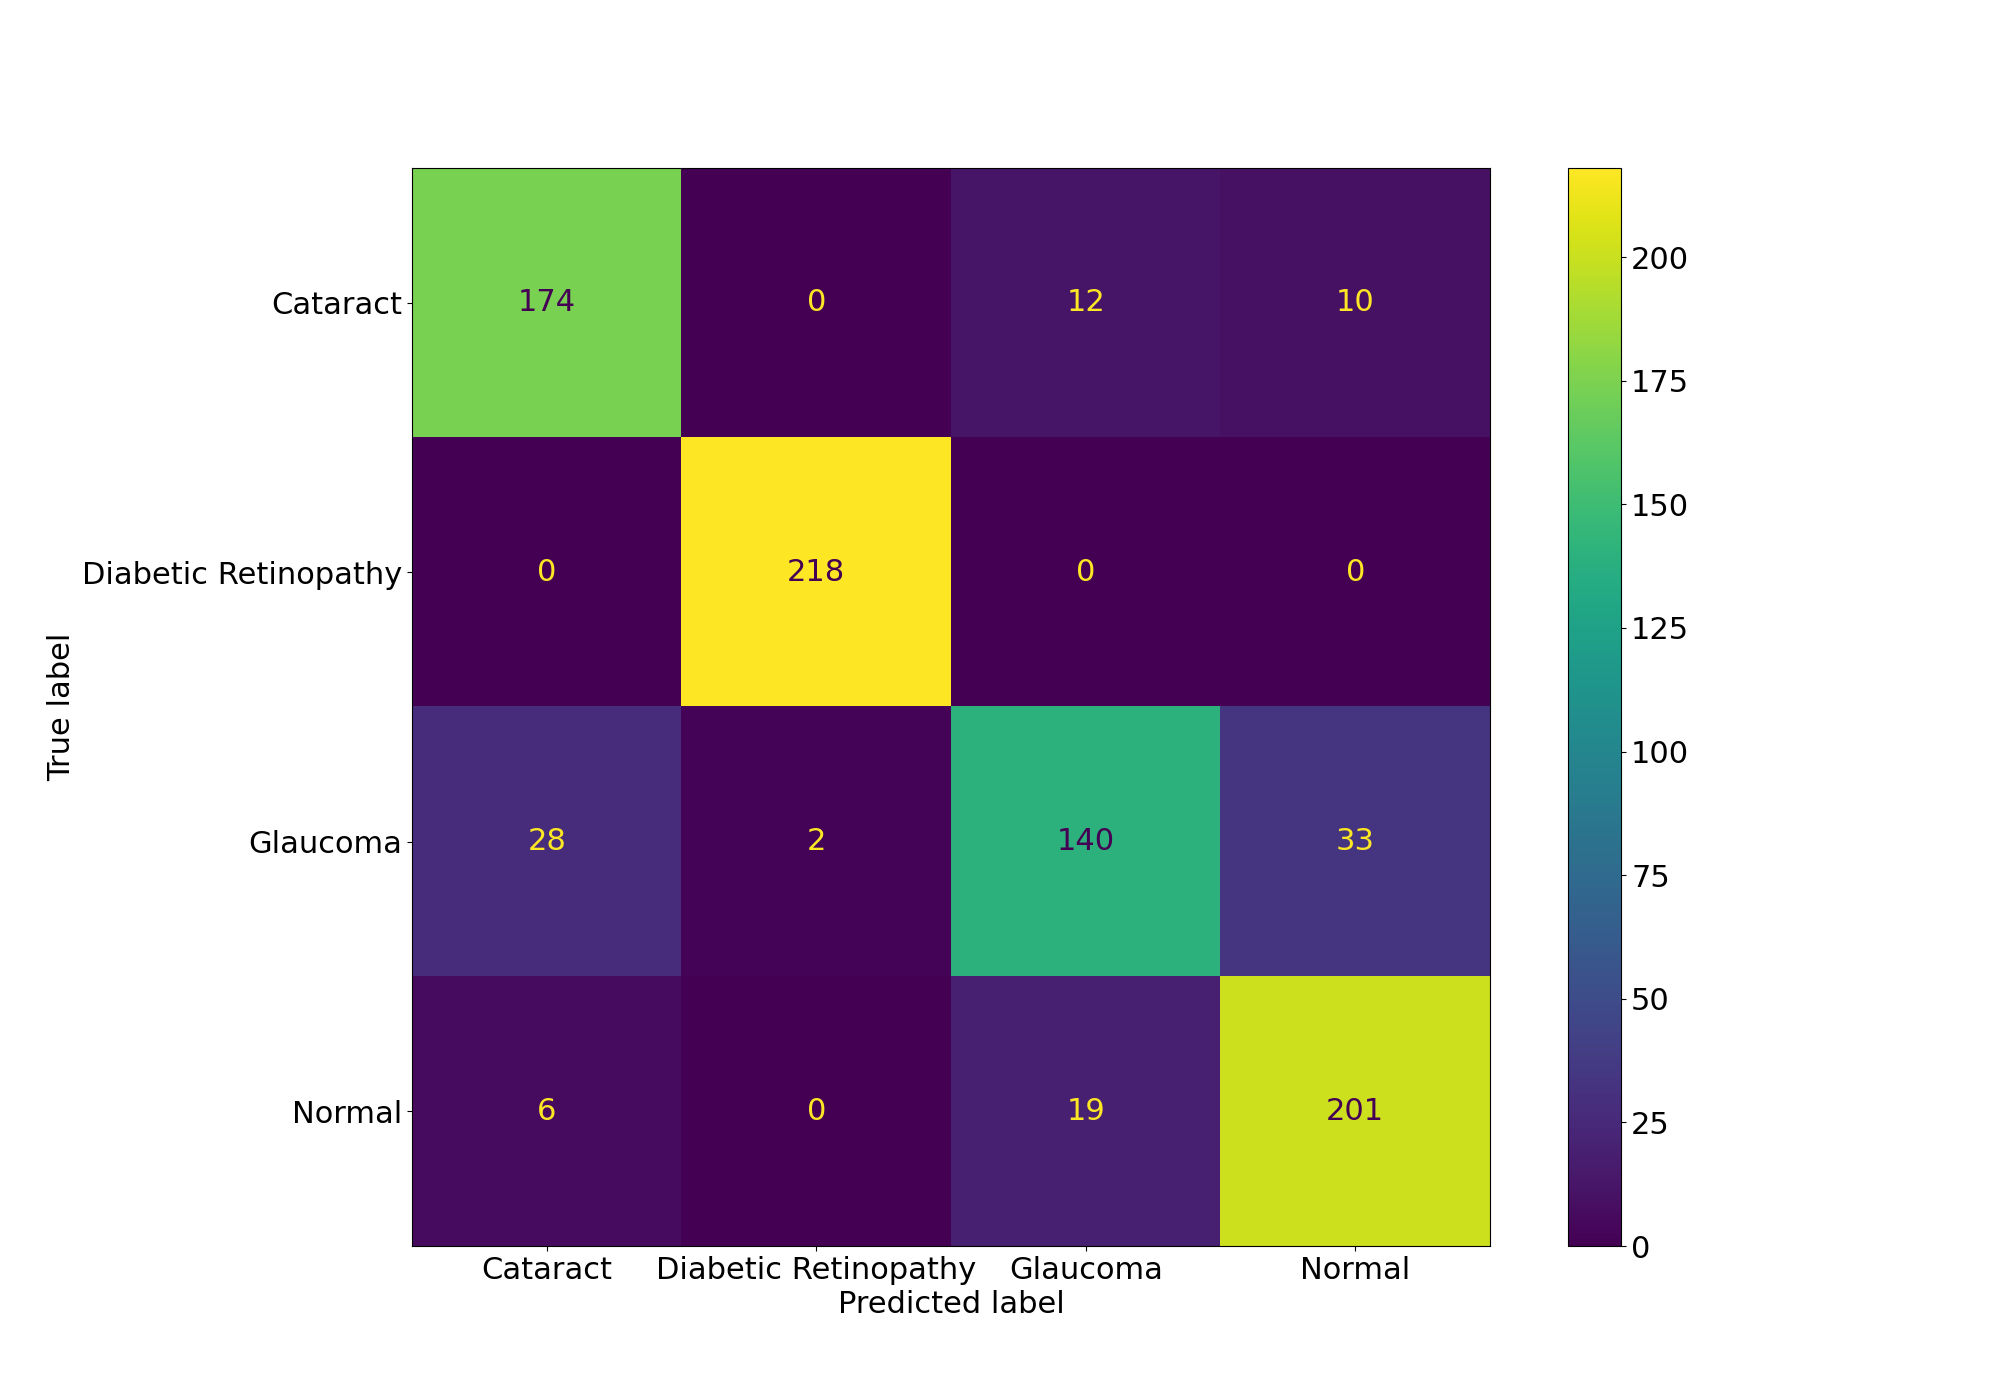 Cataract 174 0 12 10
Diabetic Retinopathy 0 218 0 0
Glaucoma 28 2 140 33
Normal 6 0 19 201
True label
Cataract Diabetic Retinopathy Glaucoma Normal
Predicted label
200
175
150
125
100
75
50
25
0